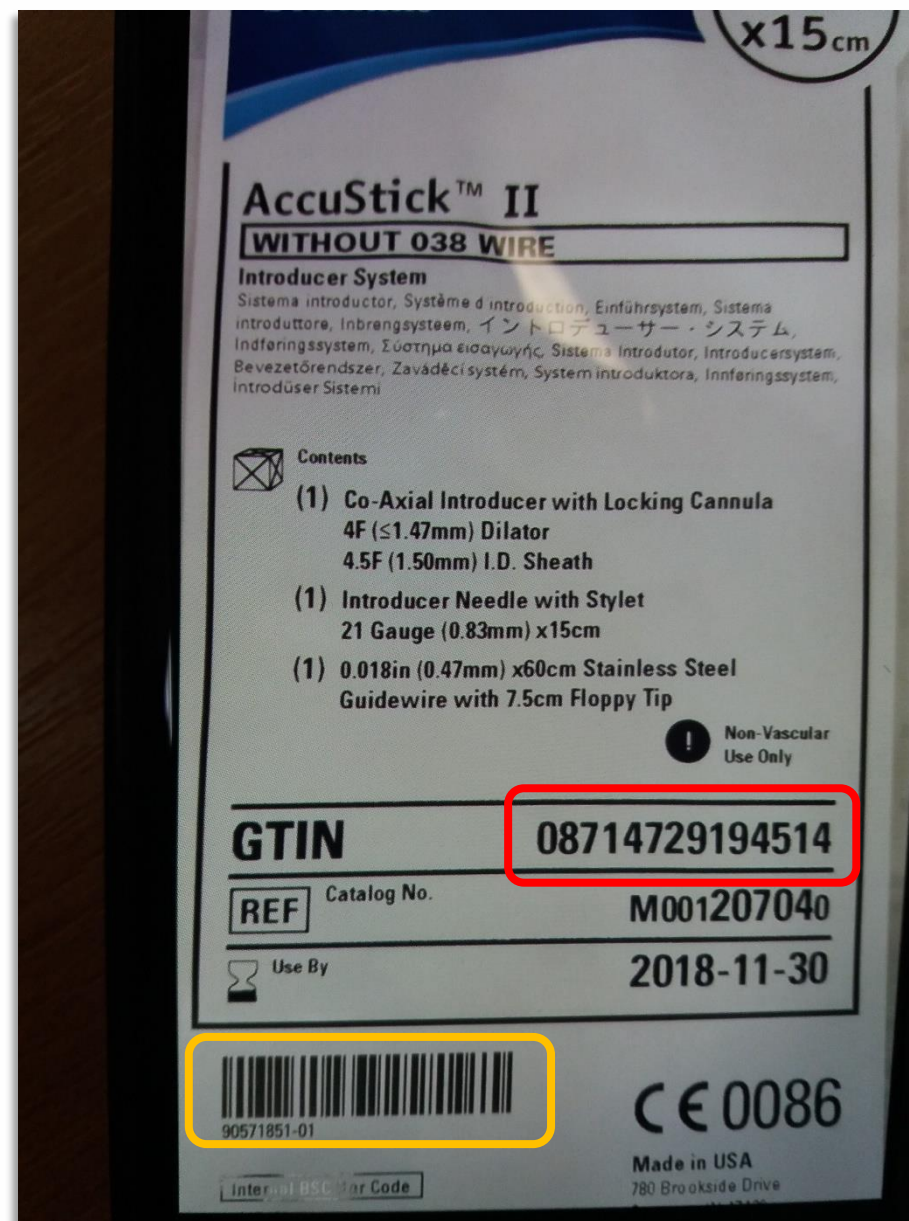 x15cm
AccuStick™ II
WITHOUT 038 WIRE
Introducer System
Sistema introductor, Système d introduction, Einführsystem, Sistema
introduttore, Inbrengsysteem, イントロデューサー・システム,
Indføringssystem, Σύστημα εισαγωγής, Sistema Introdutor, Introducersystem,
Bevezetőrendszer, Zaváděcí systém, System introduktora, Innføringssystem,
İntrodüser Sistemi
Contents
(1) Co-Axial Introducer with Locking Cannula
4F (≤1.47mm) Dilator
4.5F (1.50mm) I.D. Sheath
(1) Introducer Needle with Stylet
21 Gauge (0.83mm) x15cm
(1) 0.018in (0.47mm) x60cm Stainless Steel
Guidewire with 7.5cm Floppy Tip
! Non-Vascular
Use Only
GTIN 08714729194514
REF Catalog No. M001207040
Use By 2018-11-30
90571851-01
CE 0086
Made in USA
Internal BSC Bar Code
780 Brookside Drive